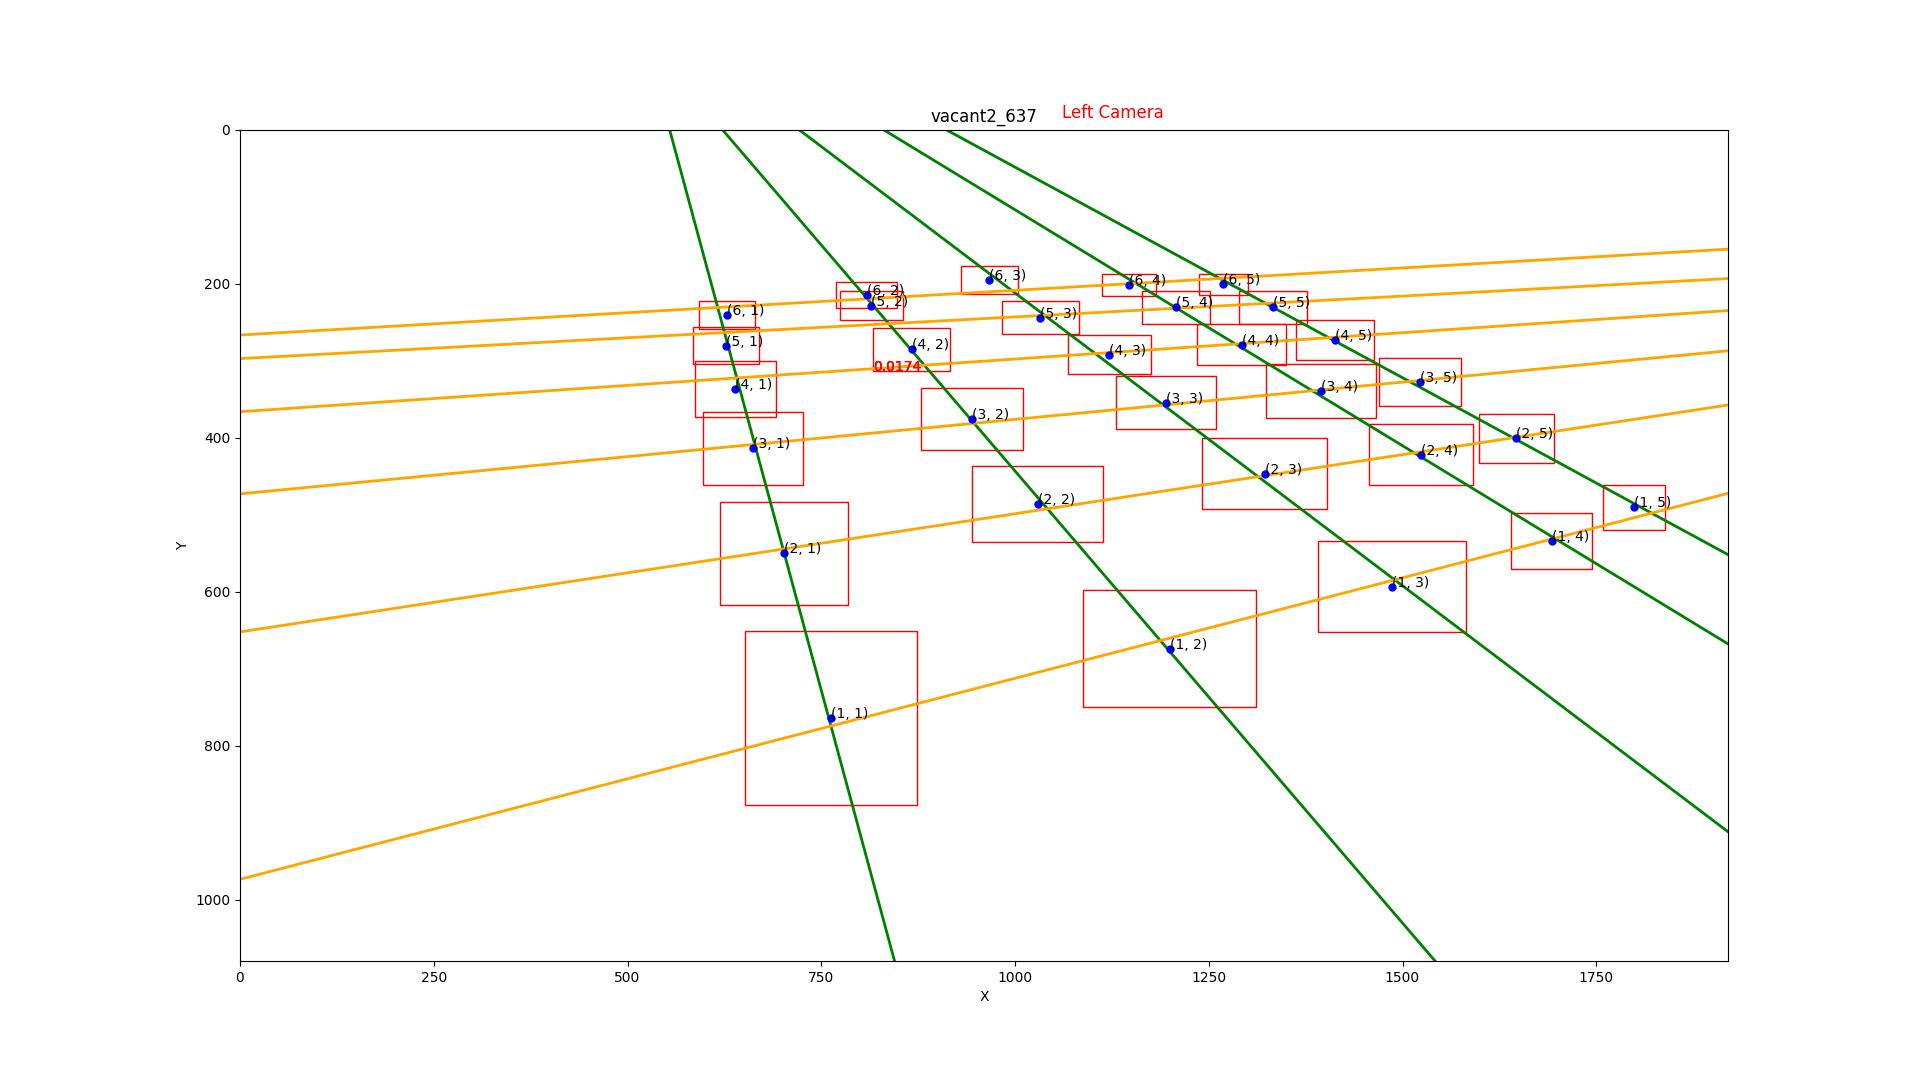 vacant2_637 Left Camera
0
200
400
600
800
1000
Y
0 250 500 750 1000 1250 1500 1750
X
(6, 1) (6, 2) (6, 3) (6, 4) (6, 5)
(5, 1) (5, 2) (5, 3) (5, 4) (5, 5)
(4, 1) (4, 2) (4, 3) (4, 4) (4, 5)
0.0174
(3, 1) (3, 2) (3, 3) (3, 4) (3, 5)
(2, 1) (2, 2) (2, 3) (2, 4) (2, 5)
(1, 1) (1, 2) (1, 3) (1, 4) (1, 5)